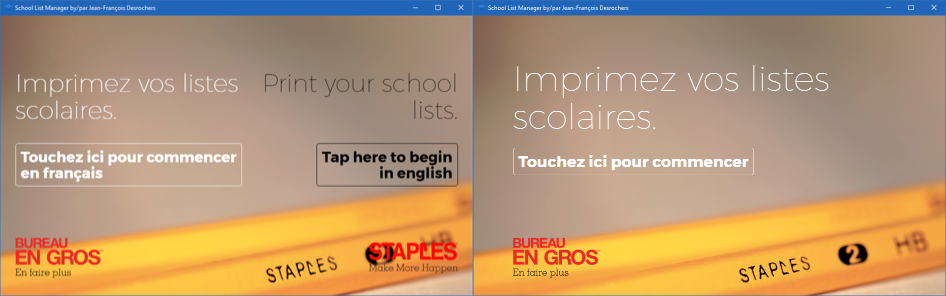 School List Manager by/par Jean-François Desrochers
Imprimez vos listes
scolaires.
Print your school
lists.
Touchez ici pour commencer
en français
Tap here to begin
in english
BUREAU
EN GROS
En faire plus
STAPLES
Make More Happen
STAPLES 2 HB
School List Manager by/par Jean-François Desrochers
Imprimez vos listes
scolaires.
Touchez ici pour commencer
BUREAU
EN GROS
En faire plus
STAPLES 2 HB